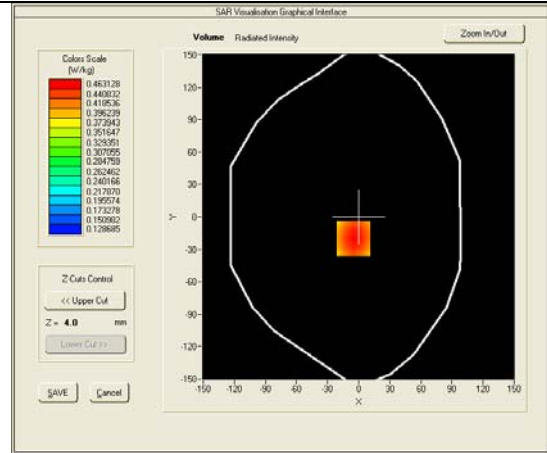 SAR Visualisation Graphical Interface
Volume Radiated Intensity
Zoom In/Out
Colors Scale
(W/kg)
0.463128
0.440832
0.418536
0.396239
0.373943
0.351647
0.329351
0.307055
0.284759
0.262462
0.240166
0.217870
0.195574
0.173278
0.150982
0.128685
Z Cuts Control
<< Upper Cut
Z = 4.0 mm
Lower Cut >>
SAVE
Cancel
150
120
90
60
30
0
-30
-60
-90
-120
-150
Y
-150 -120 -90 -60 -30 0 30 60 90 120 150
X